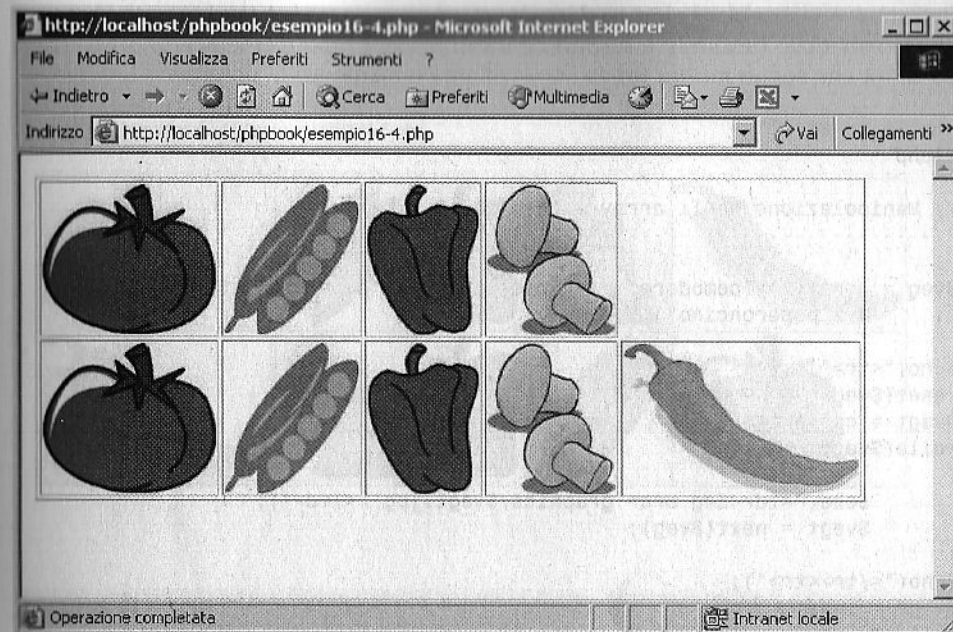 http://localhost/phpbook/esempio16-4.php - Microsoft Internet Explorer
File Modifica Visualizza Preferiti Strumenti ?
Indietro Cerca Preferiti Multimedia
Indirizzo http://localhost/phpbook/esempio16-4.php Vai Collegamenti »
Operazione completata Intranet locale